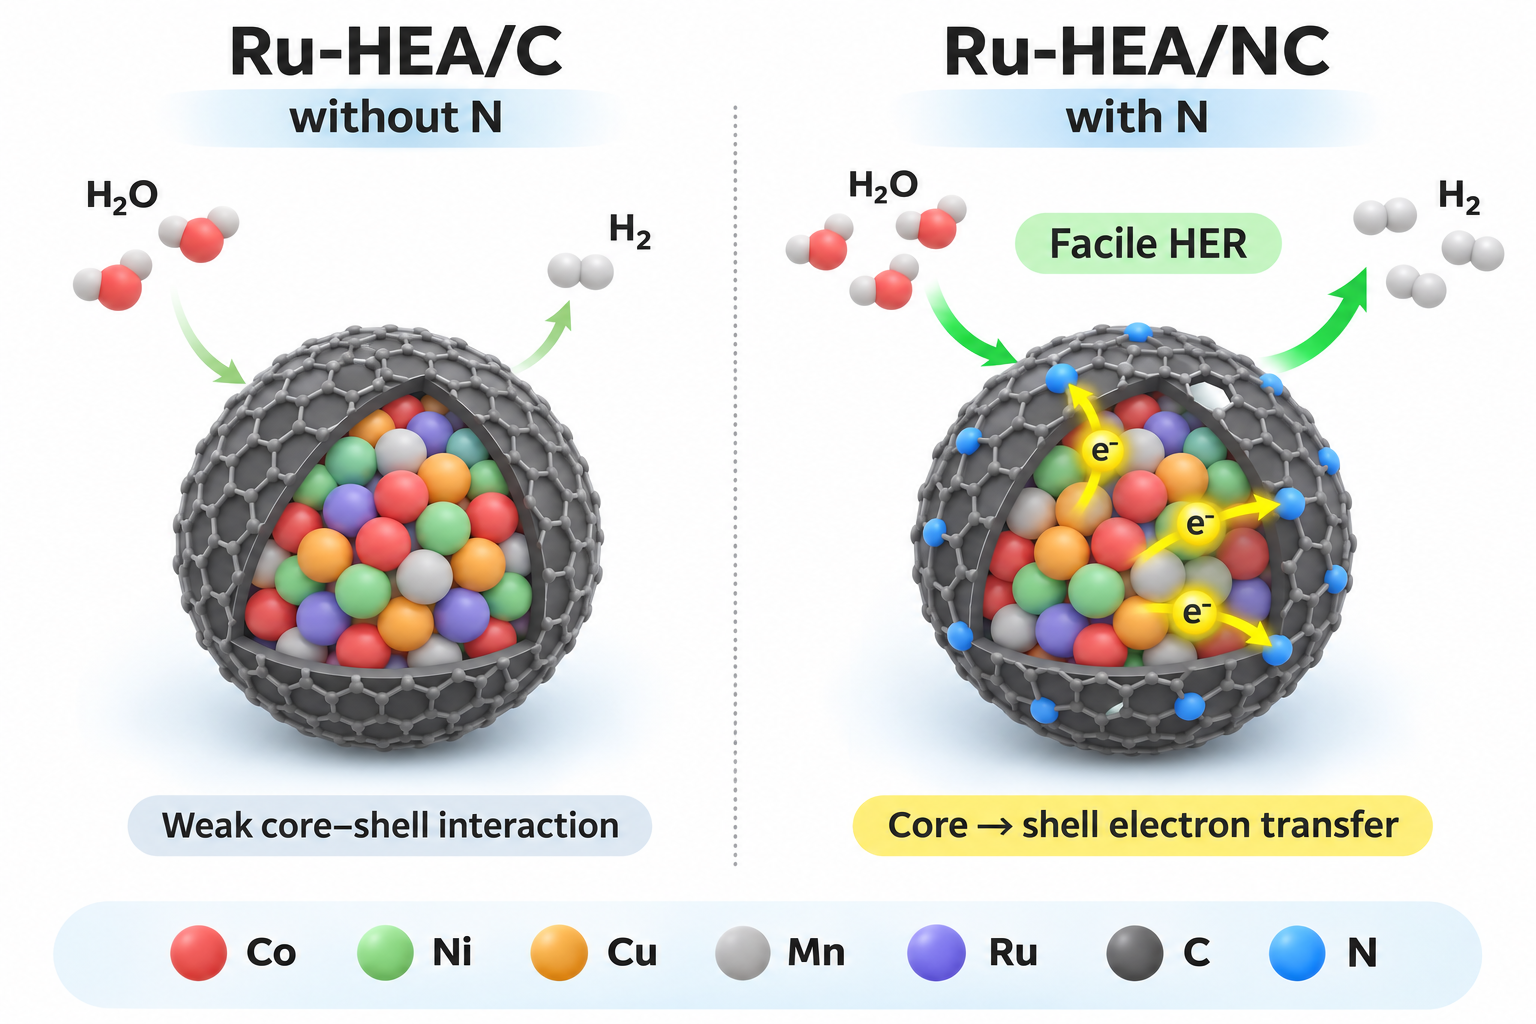 Ru-HEA/C
without N
H₂O
H₂
Weak core–shell interaction
Ru-HEA/NC
with N
H₂O
Facile HER
H₂
e⁻
e⁻
e⁻
Core → shell electron transfer
Co Ni Cu Mn Ru C N